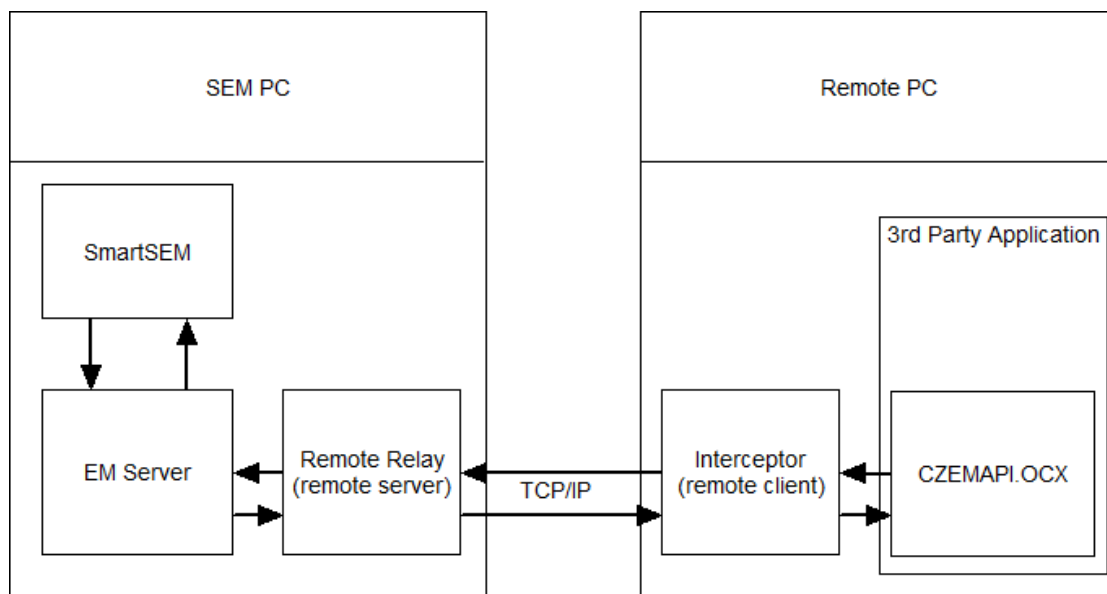 SEM PC
Remote PC
SmartSEM
3rd Party Application
EM Server
Remote Relay
(remote server)
TCP/IP
Interceptor
(remote client)
CZEMAPI.OCX